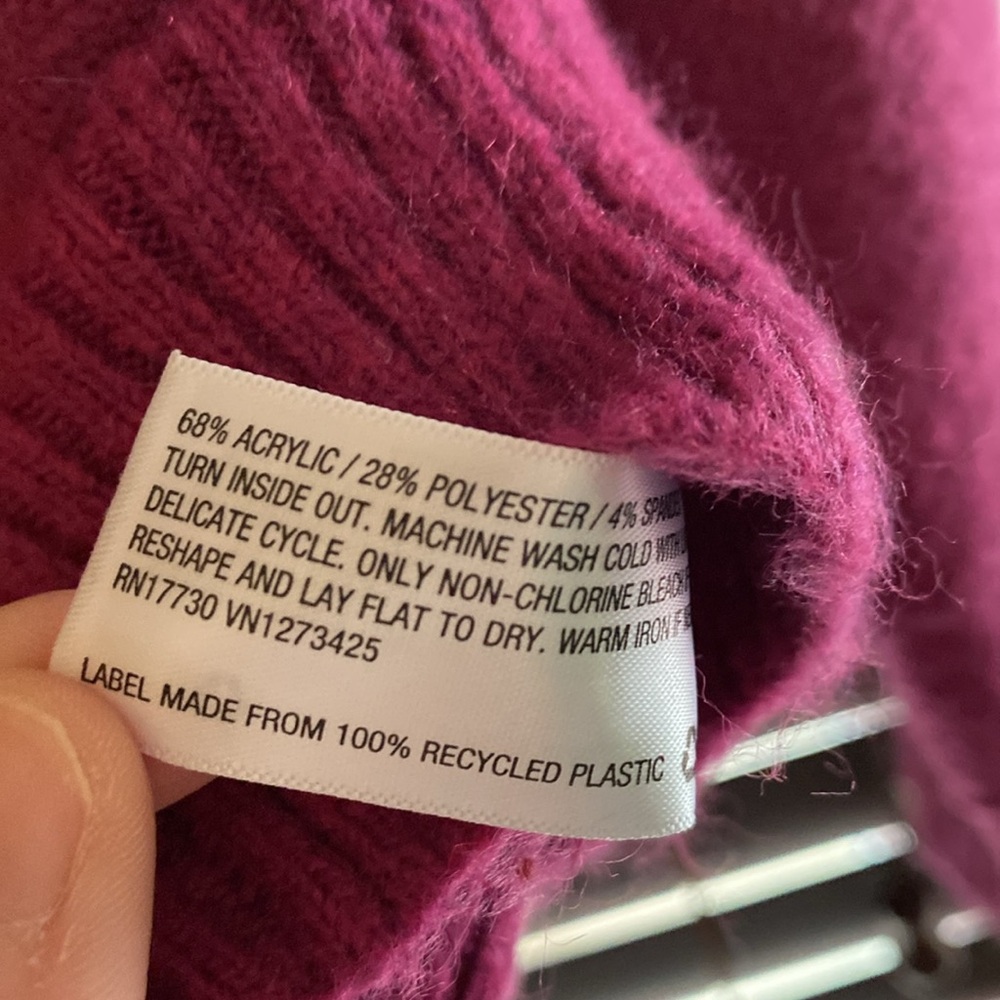 68% ACRYLIC / 28% POLYESTER / 4%
TURN INSIDE OUT. MACHINE WASH COLD WITH
DELICATE CYCLE. ONLY NON-CHLORINE BLEACH
RESHAPE AND LAY FLAT TO DRY. WARM IRON IF
RN17730 VN1273425
LABEL MADE FROM 100% RECYCLED PLASTIC